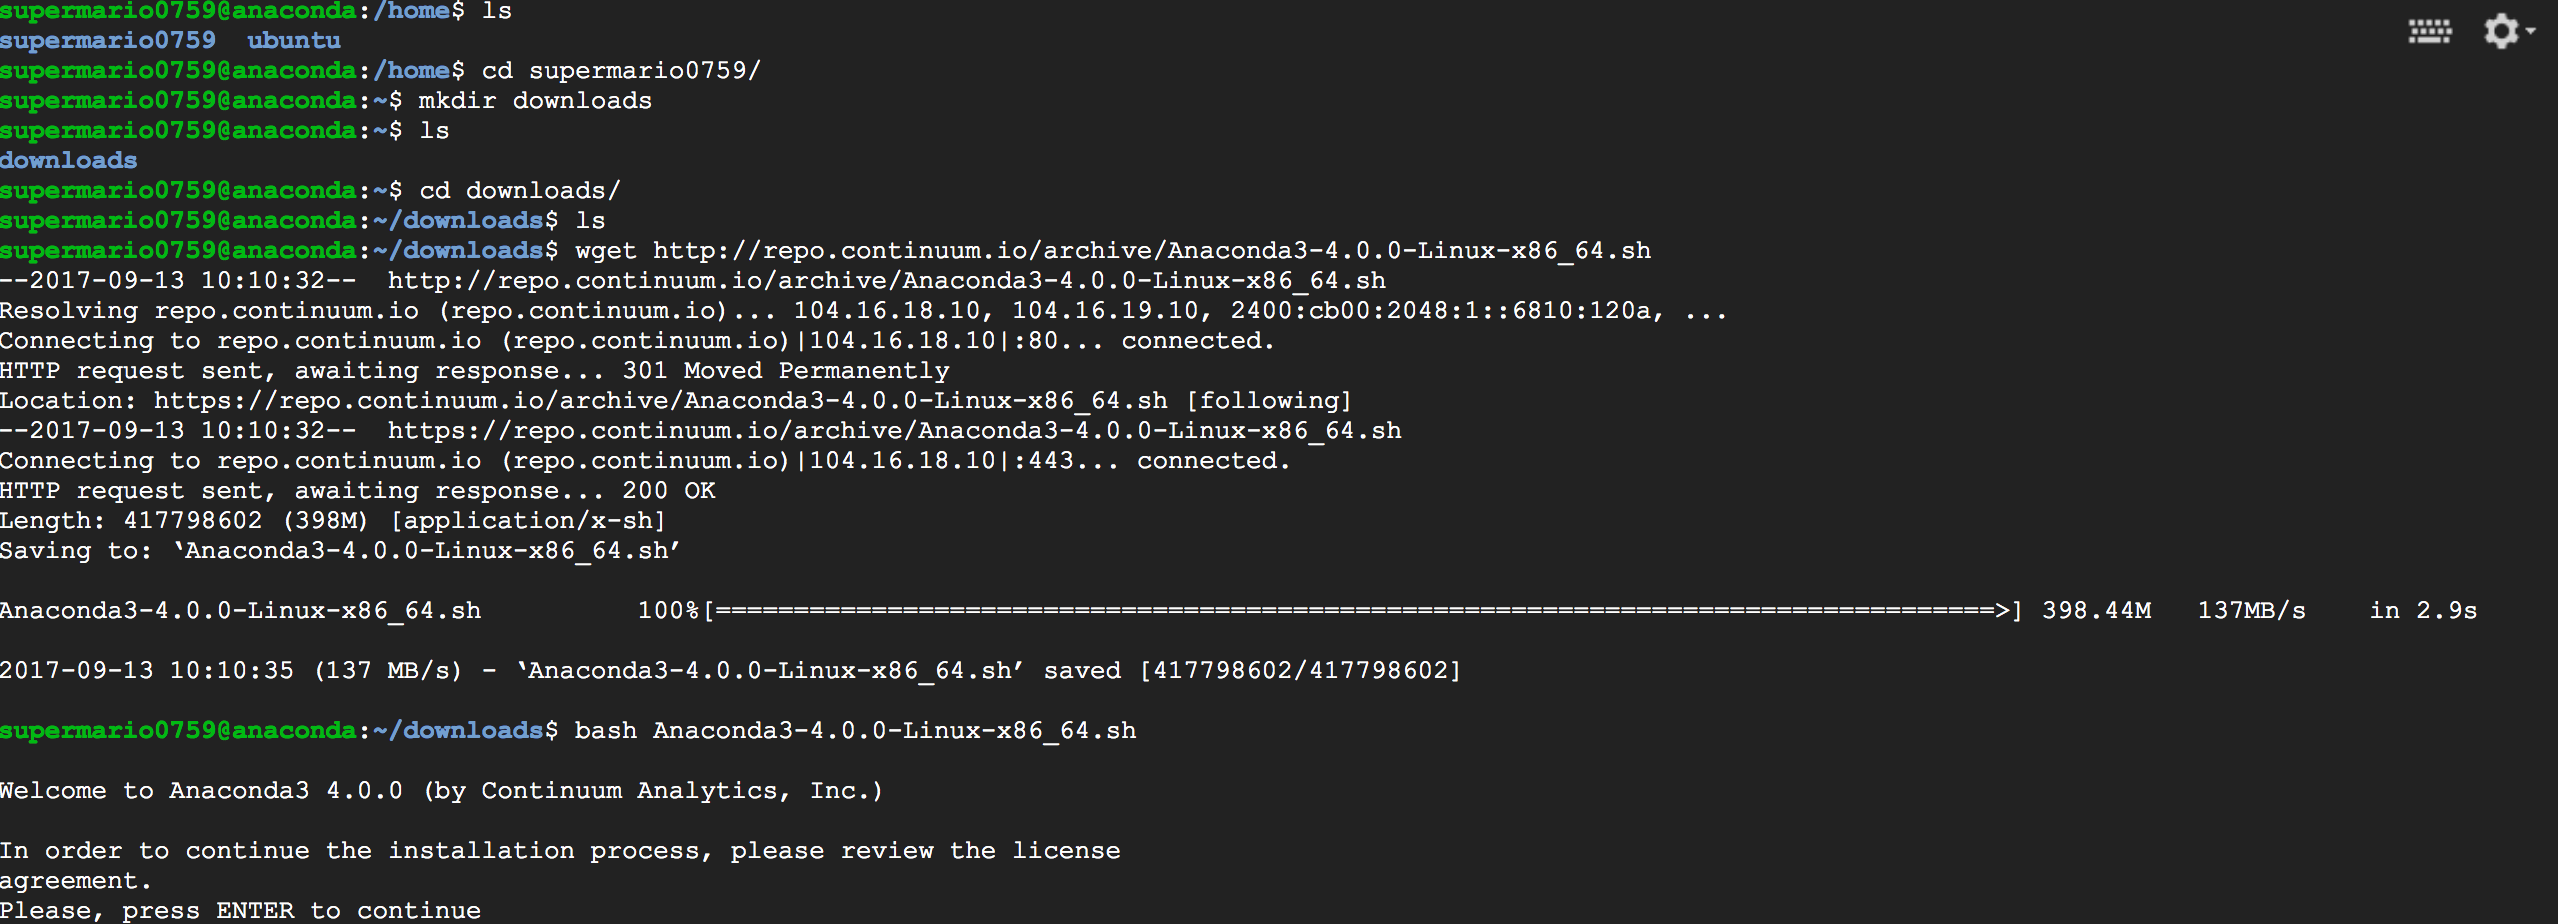 supermario0759@anaconda:/home$ ls
supermario0759  ubuntu
supermario0759@anaconda:/home$ cd supermario0759/
supermario0759@anaconda:~$ mkdir downloads
supermario0759@anaconda:~$ ls
downloads
supermario0759@anaconda:~$ cd downloads/
supermario0759@anaconda:~/downloads$ ls
supermario0759@anaconda:~/downloads$ wget http://repo.continuum.io/archive/Anaconda3-4.0.0-Linux-x86_64.sh
--2017-09-13 10:10:32--  http://repo.continuum.io/archive/Anaconda3-4.0.0-Linux-x86_64.sh
Resolving repo.continuum.io (repo.continuum.io)... 104.16.18.10, 104.16.19.10, 2400:cb00:2048:1::6810:120a, ...
Connecting to repo.continuum.io (repo.continuum.io)|104.16.18.10|:80... connected.
HTTP request sent, awaiting response... 301 Moved Permanently
Location: https://repo.continuum.io/archive/Anaconda3-4.0.0-Linux-x86_64.sh [following]
--2017-09-13 10:10:32--  https://repo.continuum.io/archive/Anaconda3-4.0.0-Linux-x86_64.sh
Connecting to repo.continuum.io (repo.continuum.io)|104.16.18.10|:443... connected.
HTTP request sent, awaiting response... 200 OK
Length: 417798602 (398M) [application/x-sh]
Saving to: ‘Anaconda3-4.0.0-Linux-x86_64.sh’
Anaconda3-4.0.0-Linux-x86_64.sh          100%[==================================================================================>] 398.44M   137MB/s    in 2.9s
2017-09-13 10:10:35 (137 MB/s) - ‘Anaconda3-4.0.0-Linux-x86_64.sh’ saved [417798602/417798602]
supermario0759@anaconda:~/downloads$ bash Anaconda3-4.0.0-Linux-x86_64.sh
Welcome to Anaconda3 4.0.0 (by Continuum Analytics, Inc.)
In order to continue the installation process, please review the license
agreement.
Please, press ENTER to continue